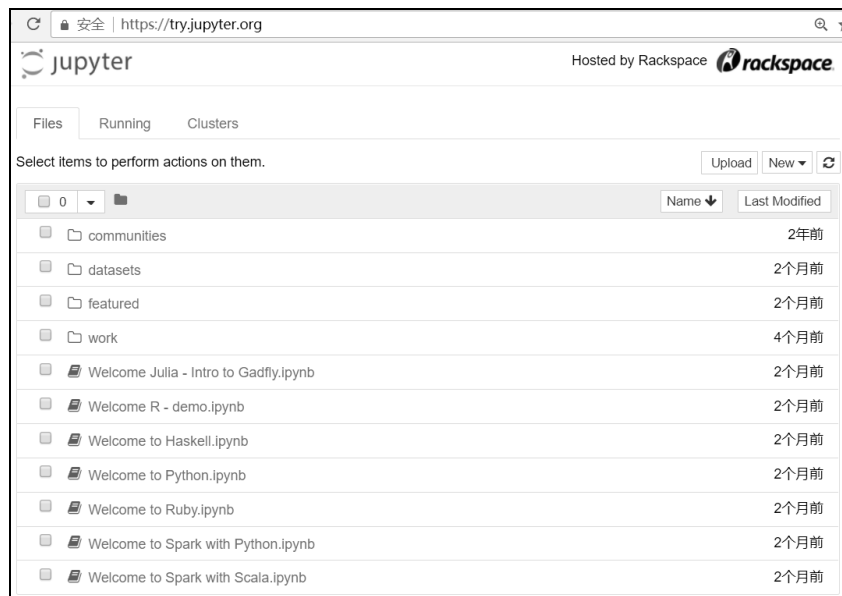 安全 | https://try.jupyter.org
jupyter
Hosted by Rackspace rackspace
Files Running Clusters
Select items to perform actions on them.
Upload New
0
Name Last Modified
communities 2年前
datasets 2个月前
featured 2个月前
work 4个月前
Welcome Julia - Intro to Gadfly.ipynb 2个月前
Welcome R - demo.ipynb 2个月前
Welcome to Haskell.ipynb 2个月前
Welcome to Python.ipynb 2个月前
Welcome to Ruby.ipynb 2个月前
Welcome to Spark with Python.ipynb 2个月前
Welcome to Spark with Scala.ipynb 2个月前